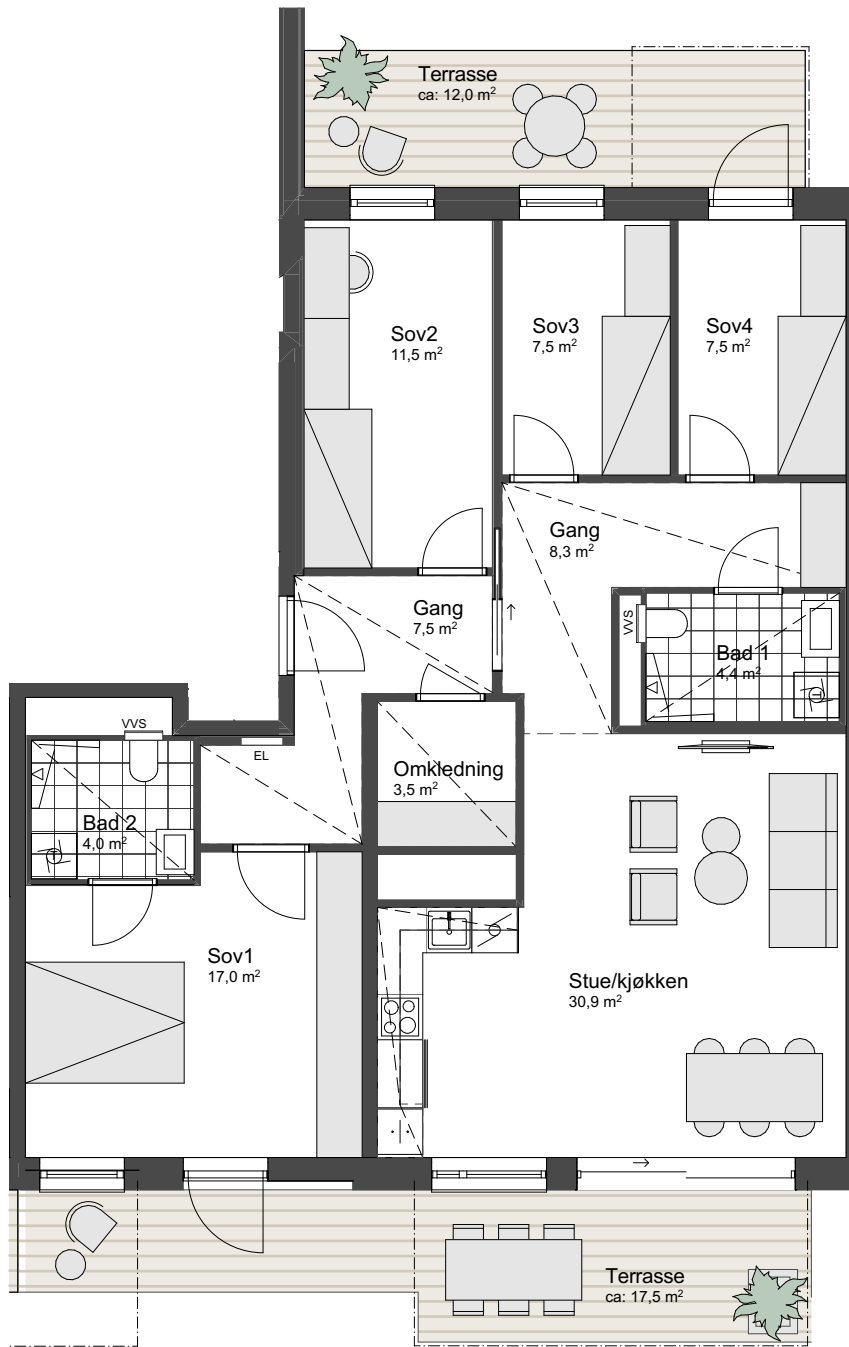 Terrasse
ca: 12,0 m²
Sov2
11,5 m²
Sov3
7,5 m²
Sov4
7,5 m²
Gang
8,3 m²
Gang
7,5 m²
VVS
Bad 1
4,4 m²
VVS
EL
Omkledning
3,5 m²
Bad 2
4,0 m²
Sov1
17,0 m²
Stue/kjøkken
30,9 m²
Terrasse
ca: 17,5 m²